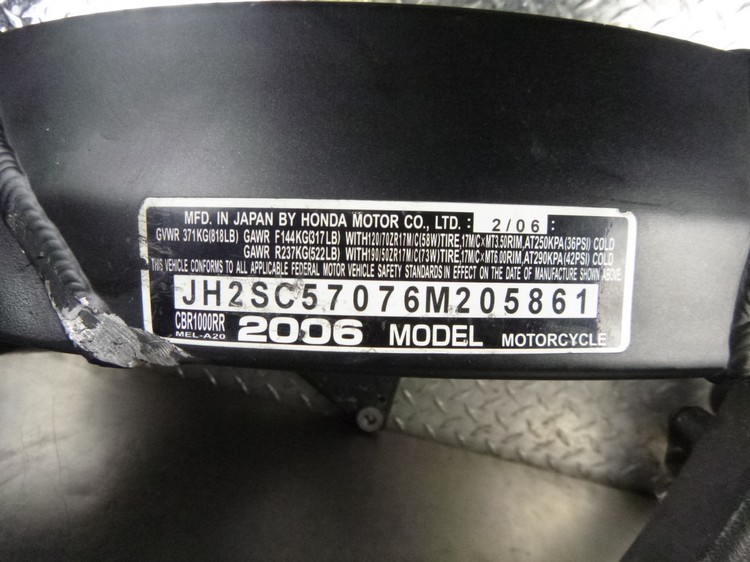 MFD. IN JAPAN BY HONDA MOTOR CO., LTD. : 2/06 :
GVWR 371KG(818LB) GAWR F144KG(317LB) WITH120/70ZR17M/C(58W)TIRE,17M/C×MT3.50RIM,AT250KPA(36PSI) COLD
GAWR R237KG(522LB) WITH190/50ZR17M/C(73W)TIRE,17M/C×MT6.00RIM,AT290KPA(42PSI) COLD
THIS VEHICLE CONFORMS TO ALL APPLICABLE FEDERAL MOTOR VEHICLE SAFETY STANDARDS IN EFFECT ON THE DATE OF MANUFACTURE SHOWN ABOVE.
JH2SC57076M205861
CBR1000RR
MEL-A20
2006 MODEL MOTORCYCLE